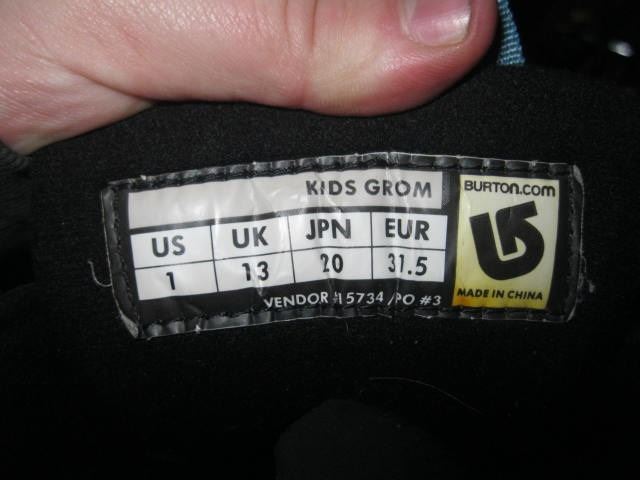 KIDS GROM
US UK JPN EUR
1 13 20 31.5
VENDOR #15734 /PO #3
BURTON.COM
MADE IN CHINA